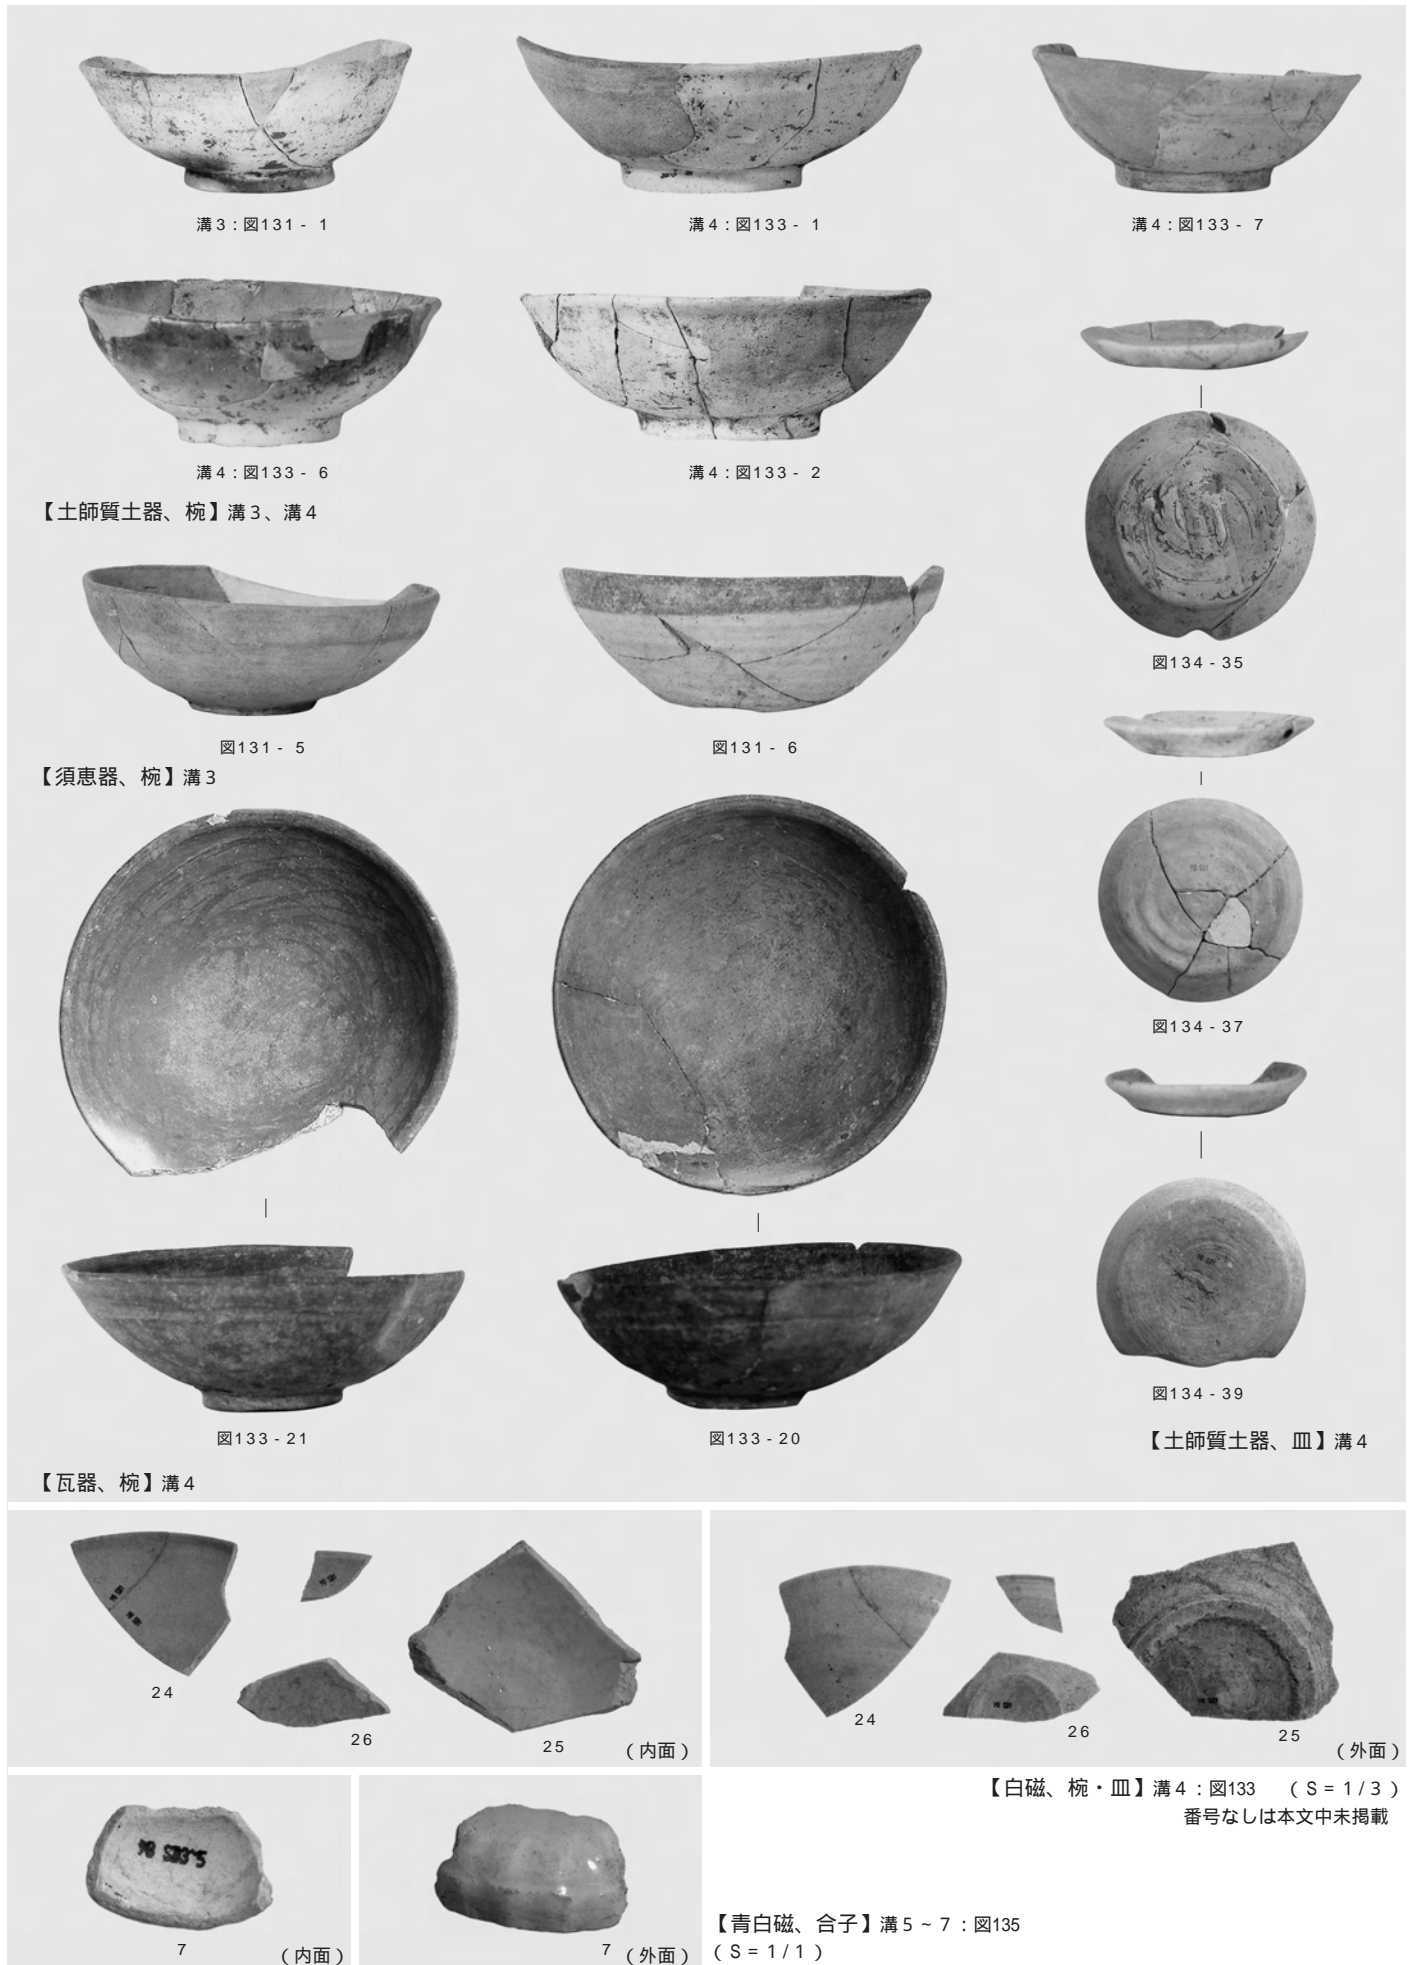 溝3：図131 - 1
溝4：図133 - 1
溝4：図133 - 7
溝4：図133 - 6
溝4：図133 - 2
【土師質土器、椀】溝3、溝4
図134 - 35
図131 - 5
図131 - 6
【須恵器、椀】溝3
図134 - 37
図134 - 39
図133 - 21
図133 - 20
【土師質土器、皿】溝4
【瓦器、椀】溝4
24
26
25
（内面）
24
26
25
（外面）
【白磁、椀・皿】溝4：図133　（S = 1 / 3）
番号なしは本文中未掲載
7
（内面）
7
（外面）
【青白磁、合子】溝5 ~ 7：図135
（S = 1 / 1）